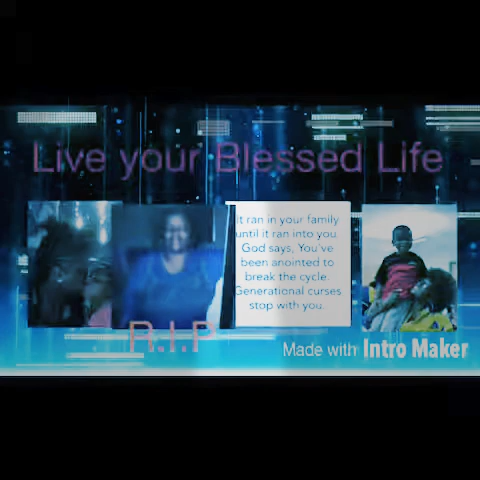 Live your Blessed Life
It ran in your family
until it ran into you.
God says, You've
been anointed to
break the cycle.
Generational curses
stop with you.
R.I.P
Made with Intro Maker